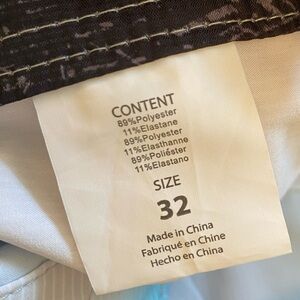 CONTENT
89%Polyester
11%Elastane
89%Polyester
11%Elasthanne
89%Poliéster
11%Elastano
SIZE
32
Made in China
Fabriqué en Chine
Hecho en China